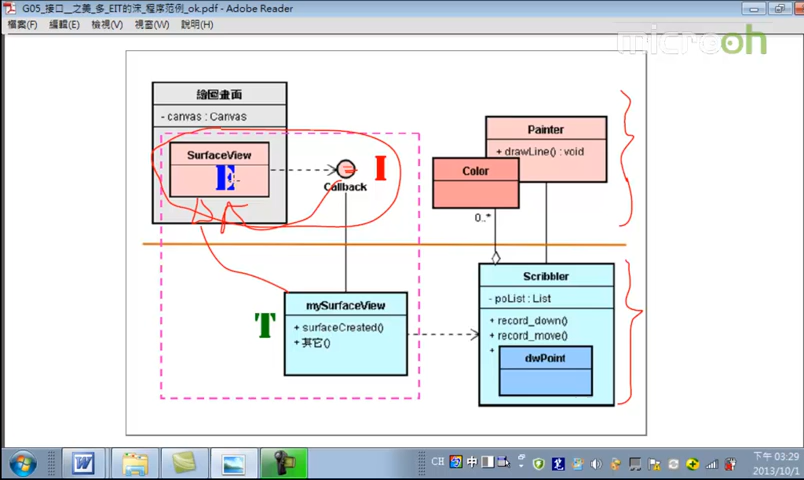 G05_接口__之美_多_EIT的床_程序范例_ok.pdf - Adobe Reader
檔案(F) 編輯(E) 檢視(V) 視窗(W) 說明(H)
microoh
繪圖畫面
- canvas : Canvas
SurfaceView
E
Callback
I
Painter
+ drawLine() : void
Color
0..*
T
mySurfaceView
+ surfaceCreated()
+ 其它()
Scribbler
- poList : List
+ record_down()
+ record_move()
+
dwPoint
CH
中
下午 03:29
2013/10/1